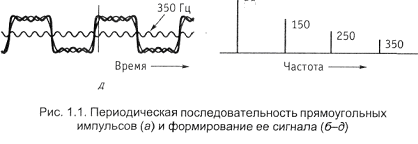 350 Гц
150
250
350
Время
Частота
д
Рис. 1.1. Периодическая последовательность прямоугольных
импульсов (а) и формирование ее сигнала (б–д)